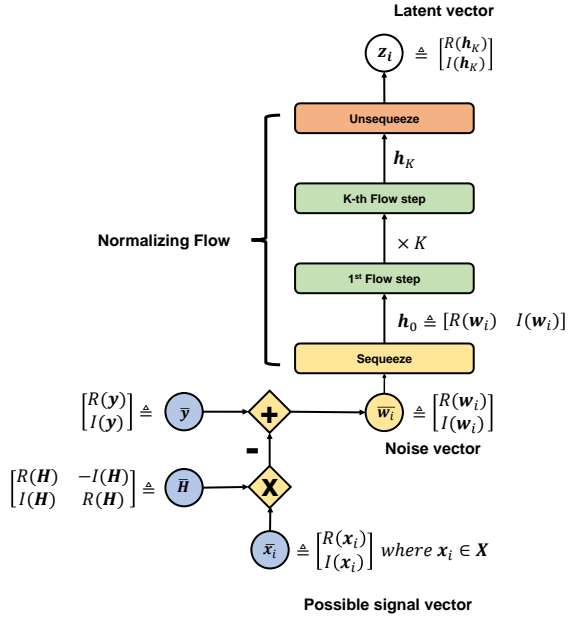 Latent vector
z_i ≜ [R(h_K) I(h_K)]
Unsequeeze
h_K
K-th Flow step
Normalizing Flow
× K
1st Flow step
h_0 ≜ [R(w_i) I(w_i)]
Sequeeze
[R(y) I(y)] ≜ ȳ + w̄_i ≜ [R(w_i) I(w_i)]
Noise vector
-
[R(H) -I(H) I(H) R(H)] ≜ H̄ X
x̄_i ≜ [R(x_i) I(x_i)] where x_i ∈ X
Possible signal vector